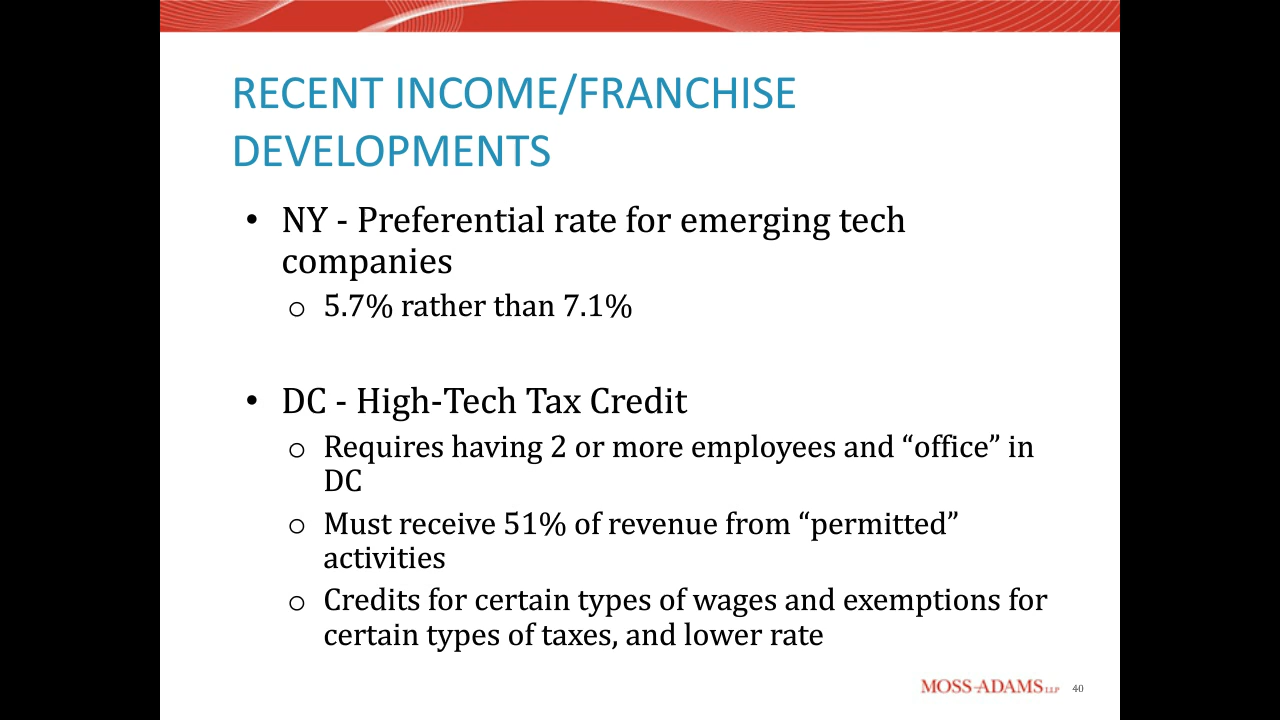 RECENT INCOME/FRANCHISE
DEVELOPMENTS
• NY - Preferential rate for emerging tech
companies
o 5.7% rather than 7.1%
• DC - High-Tech Tax Credit
o Requires having 2 or more employees and “office” in
DC
o Must receive 51% of revenue from “permitted”
activities
o Credits for certain types of wages and exemptions for
certain types of taxes, and lower rate
MOSS-ADAMS LLP 40